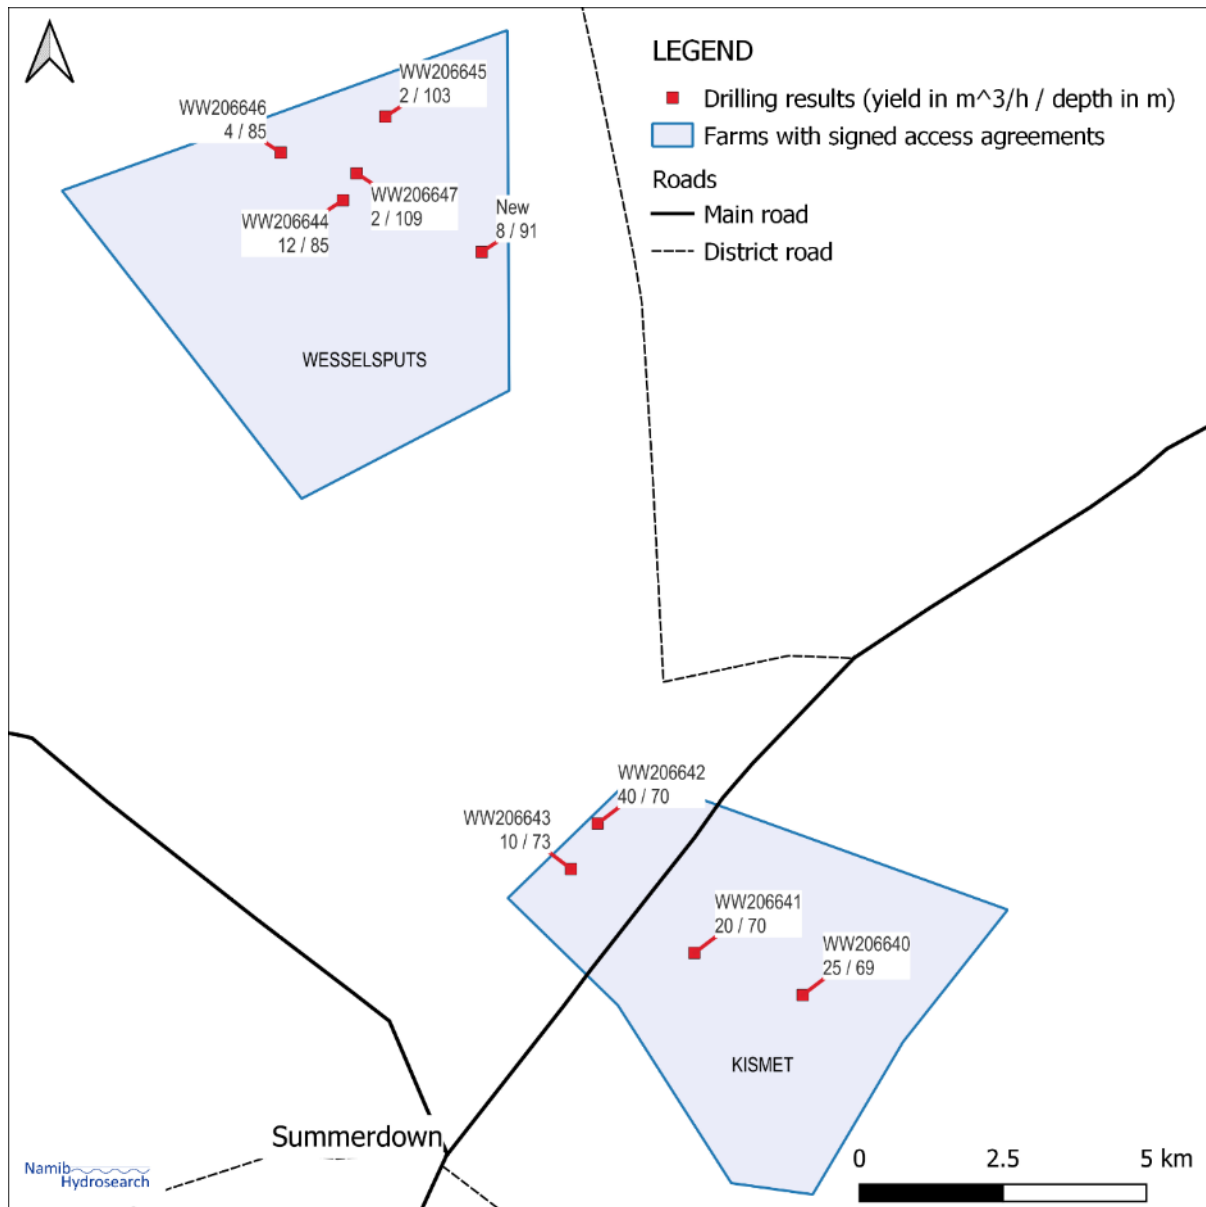 LEGEND
Drilling results (yield in m^3/h / depth in m)
Farms with signed access agreements
Roads
Main road
District road
WW206645
2 / 103
WW206646
4 / 85
WW206647
2 / 109
WW206644
12 / 85
New
8 / 91
WESSELSPUTS
WW206642
40 / 70
WW206643
10 / 73
WW206641
20 / 70
WW206640
25 / 69
KISMET
Summerdown
Namib
Hydrosearch
0 2.5 5 km